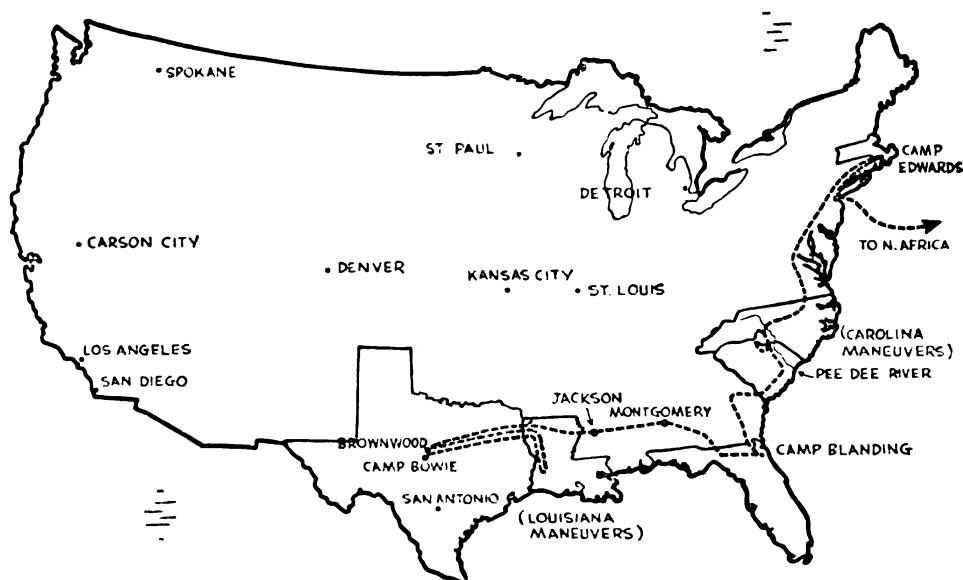 SPOKANE
ST. PAUL
CAMP
EDWARDS
DETROIT
TO N. AFRICA
CARSON CITY
DENVER
KANSAS CITY
ST. LOUIS
(CAROLINA
MANEUVERS)
LOS ANGELES
PEE DEE RIVER
SAN DIEGO
JACKSON
MONTGOMERY
BROWNWOOD
CAMP BOWIE
CAMP BLANDING
SAN ANTONIO
(LOUISIANA
MANEUVERS)